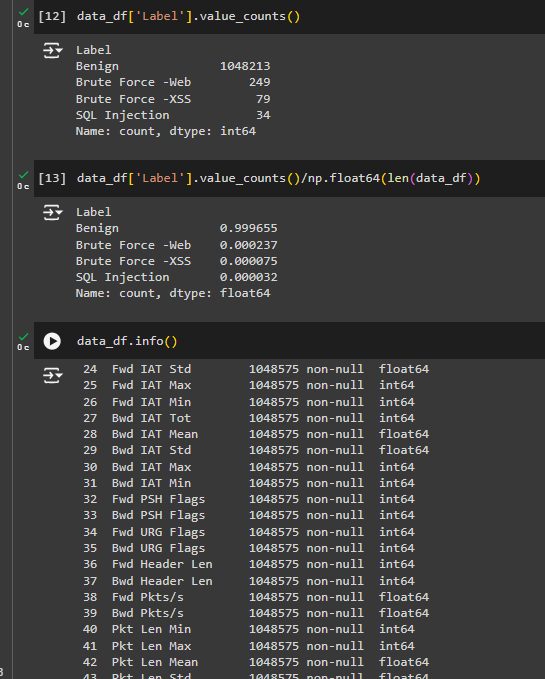 [12] data_df['Label'].value_counts()
0с
Label
Benign 1048213
Brute Force -Web 249
Brute Force -XSS 79
SQL Injection 34
Name: count, dtype: int64
[13] data_df['Label'].value_counts()/np.float64(len(data_df))
0с
Label
Benign 0.999655
Brute Force -Web 0.000237
Brute Force -XSS 0.000075
SQL Injection 0.000032
Name: count, dtype: float64
data_df.info()
0с
24 Fwd IAT Std 1048575 non-null float64
25 Fwd IAT Max 1048575 non-null int64
26 Fwd IAT Min 1048575 non-null int64
27 Bwd IAT Tot 1048575 non-null int64
28 Bwd IAT Mean 1048575 non-null float64
29 Bwd IAT Std 1048575 non-null float64
30 Bwd IAT Max 1048575 non-null int64
31 Bwd IAT Min 1048575 non-null int64
32 Fwd PSH Flags 1048575 non-null int64
33 Bwd PSH Flags 1048575 non-null int64
34 Fwd URG Flags 1048575 non-null int64
35 Bwd URG Flags 1048575 non-null int64
36 Fwd Header Len 1048575 non-null int64
37 Bwd Header Len 1048575 non-null int64
38 Fwd Pkts/s 1048575 non-null float64
39 Bwd Pkts/s 1048575 non-null float64
40 Pkt Len Min 1048575 non-null int64
41 Pkt Len Max 1048575 non-null int64
42 Pkt Len Mean 1048575 non-null float64
43 Pkt Len Std 1048575 non-null float64